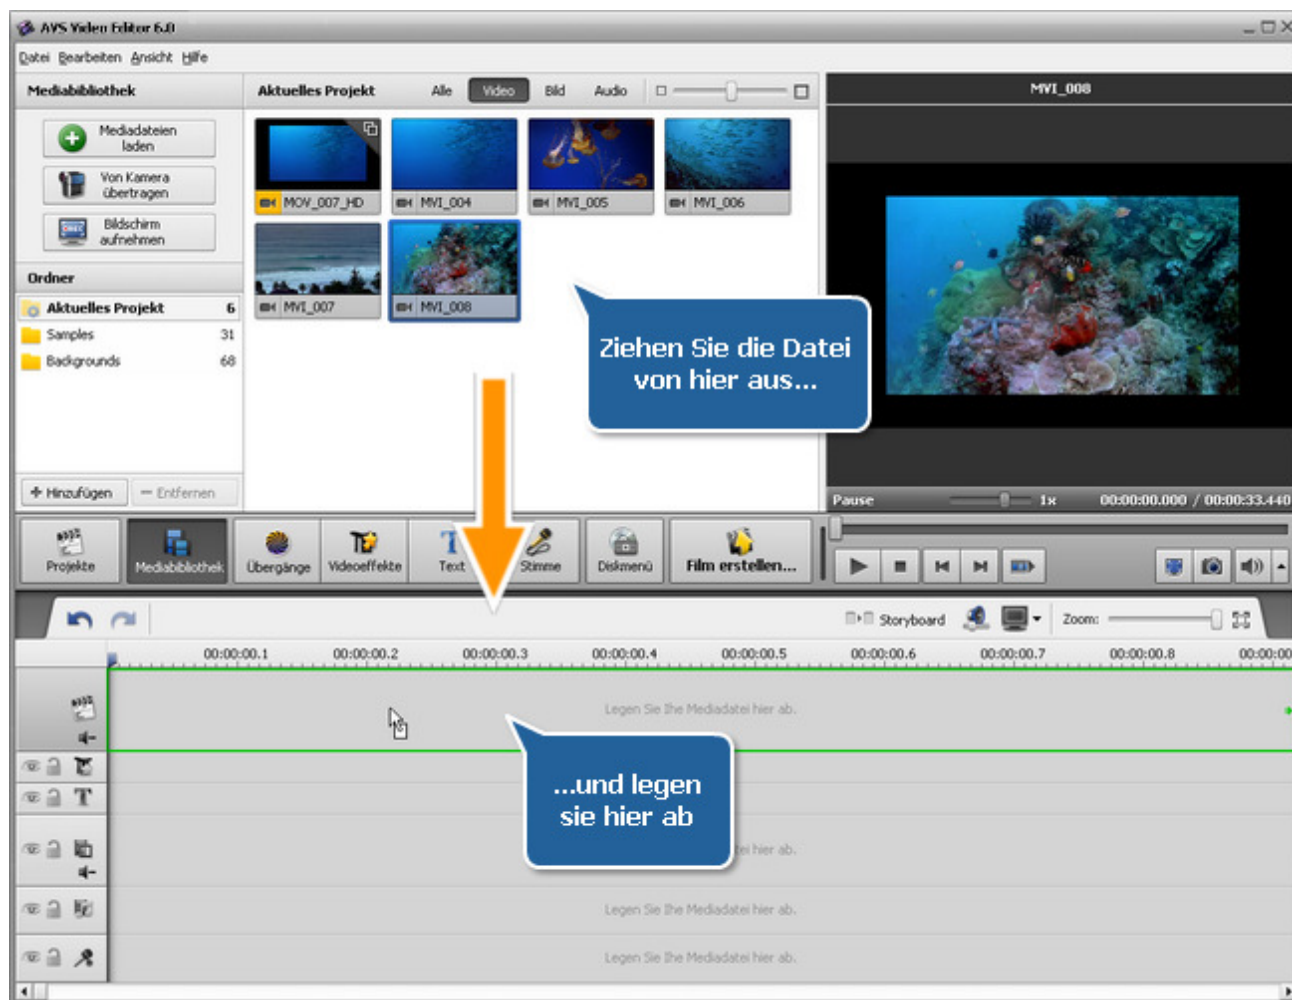 AVS Video Editor 6.0
Datei Bearbeiten Ansicht Hilfe
Mediabibliothek
Mediadateien
laden
Von Kamera
übertragen
Bildschirm
aufnehmen
Ordner
Aktuelles Projekt 6
Samples 31
Backgrounds 68
+ Hinzufügen
− Entfernen
Aktuelles Projekt Alle Video Bild Audio
MOV_007_HD
MVI_004
MVI_005
MVI_006
MVI_007
MVI_008
Ziehen Sie die Datei
von hier aus...
MVI_008
Pause 1x 00:00:00.000 / 00:00:33.440
Projekte
Mediabibliothek
Übergänge
Videoeffekte
Text
Stimme
Diskmenü
Film erstellen...
Storyboard Zoom:
00:00:00.1 00:00:00.2 00:00:00.3 00:00:00.4 00:00:00.5 00:00:00.6 00:00:00.7 00:00:00.8 00:00:00
Legen Sie Ihre Mediadatei hier ab.
...und legen
sie hier ab
T
tei hier ab.
Legen Sie Ihre Mediadatei hier ab.
Legen Sie Ihre Mediadatei hier ab.